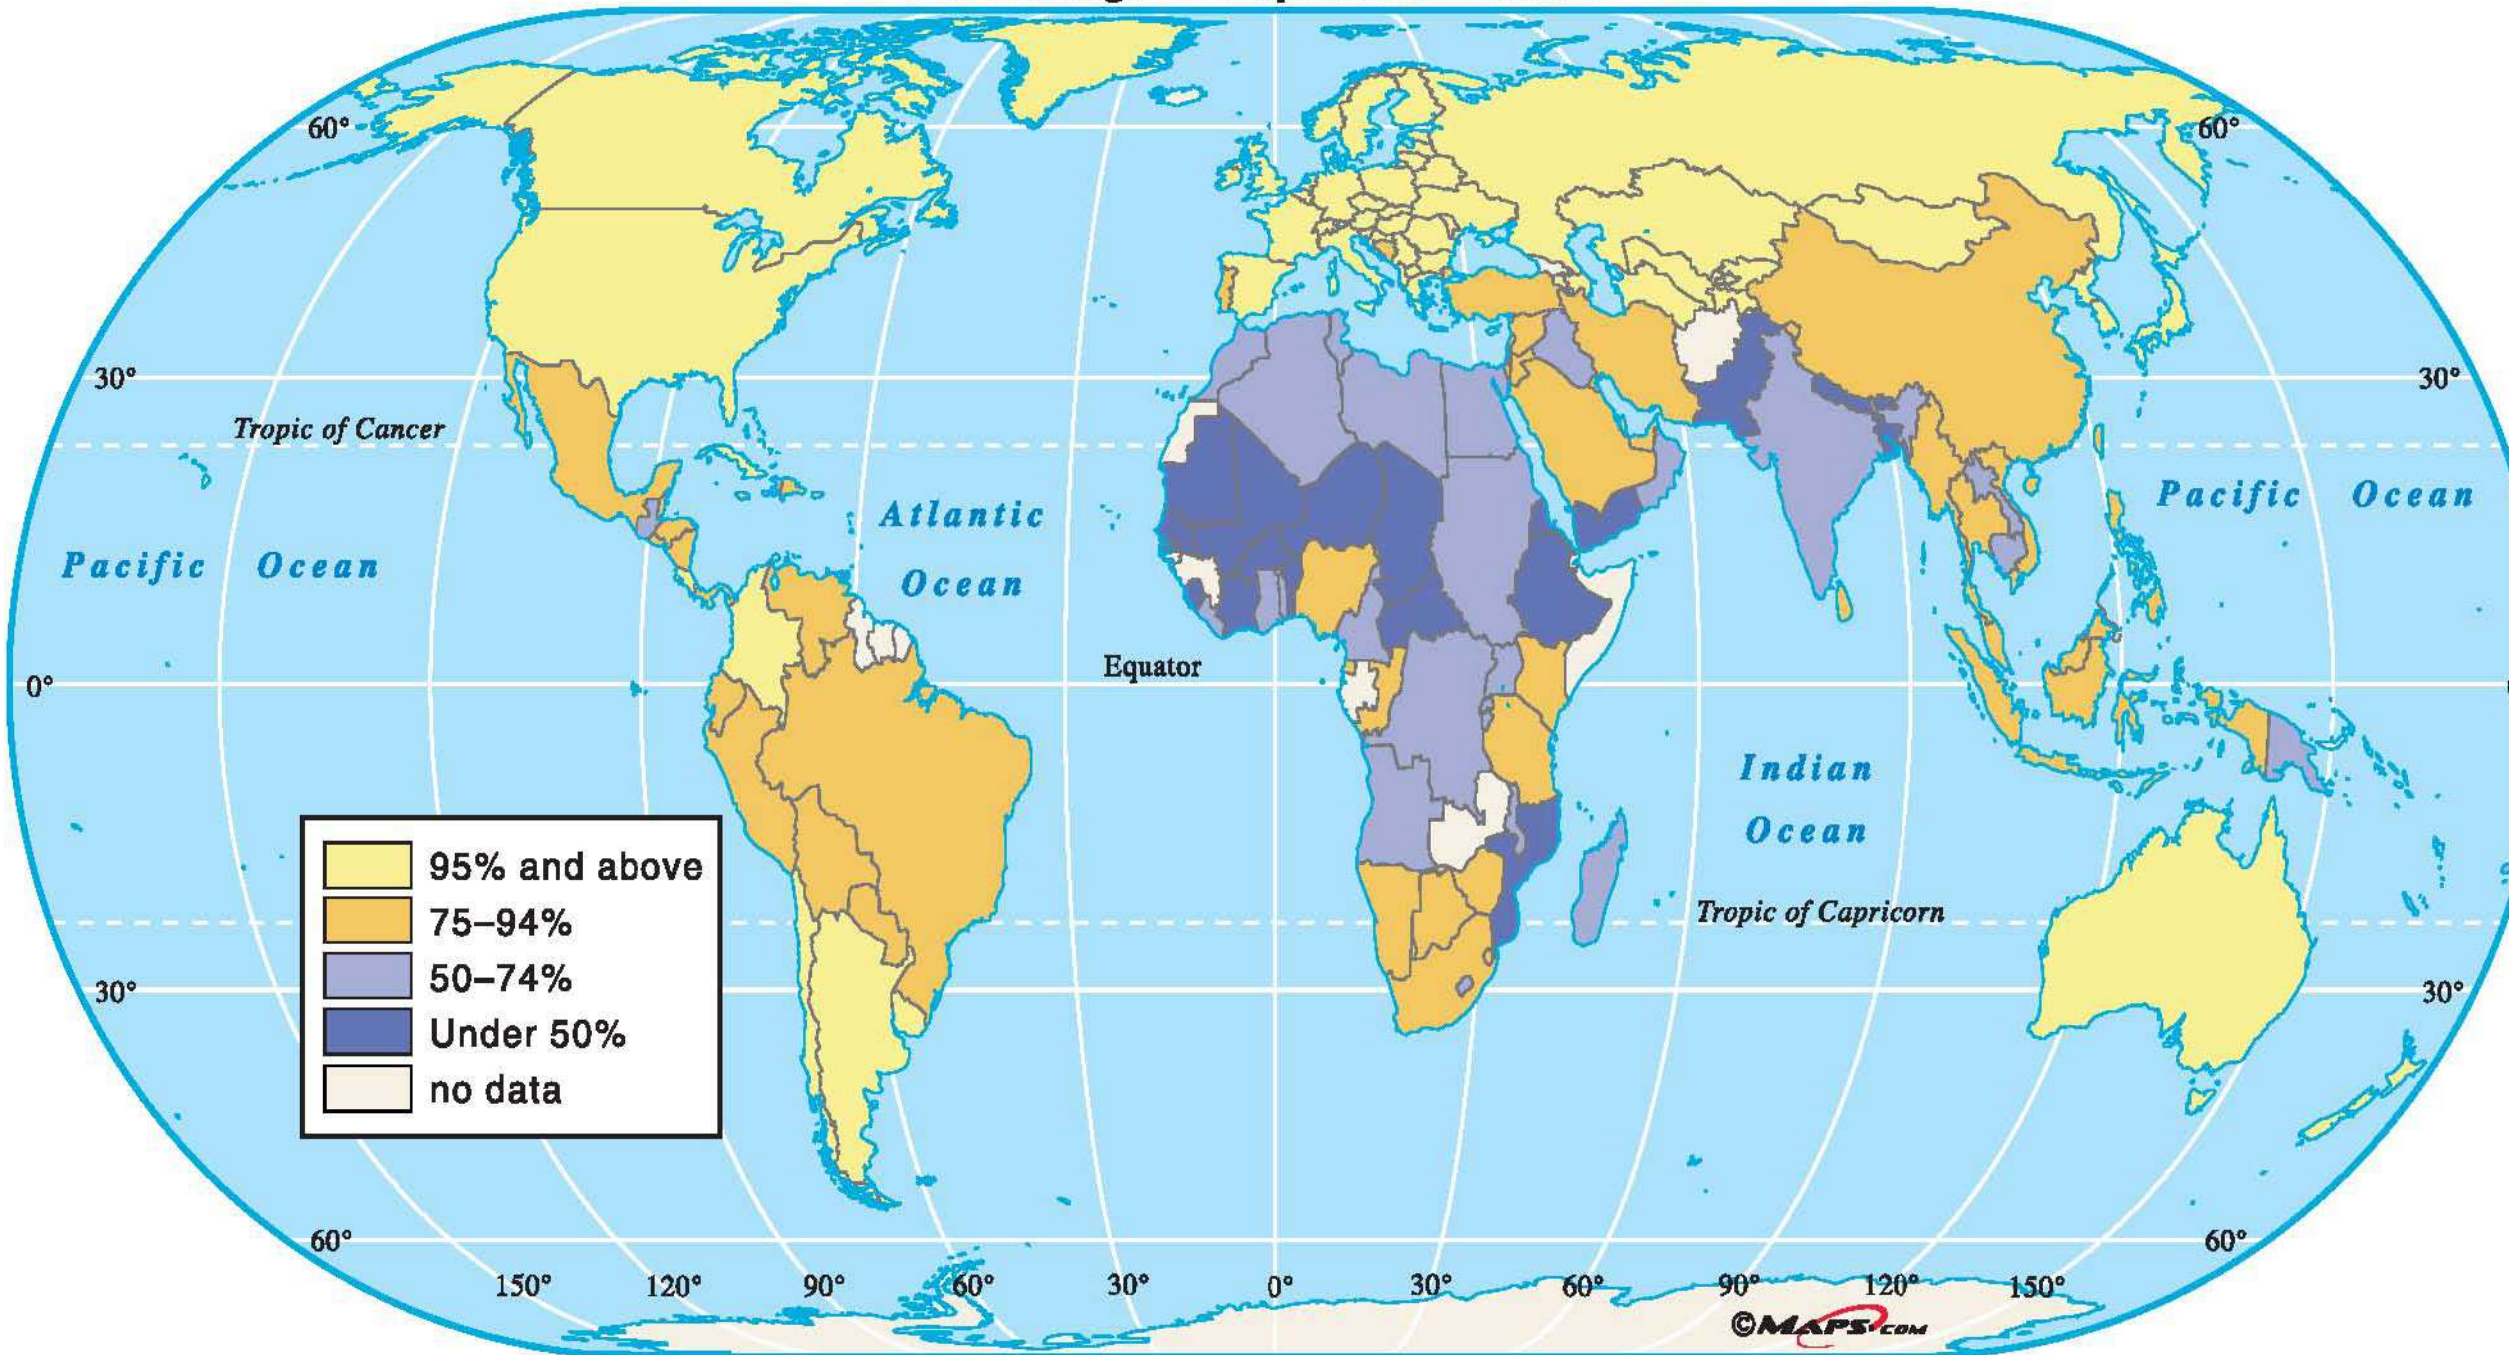 60°
60°
30°
30°
Tropic of Cancer
Pacific Ocean
Atlantic
Ocean
Pacific Ocean
Equator
0°
Indian
Ocean
Tropic of Capricorn
95% and above
75–94%
50–74%
Under 50%
no data
30°
30°
60°
60°
150°
120°
90°
60°
30°
0°
30°
60°
90°
120°
150°
©MAPS.COM